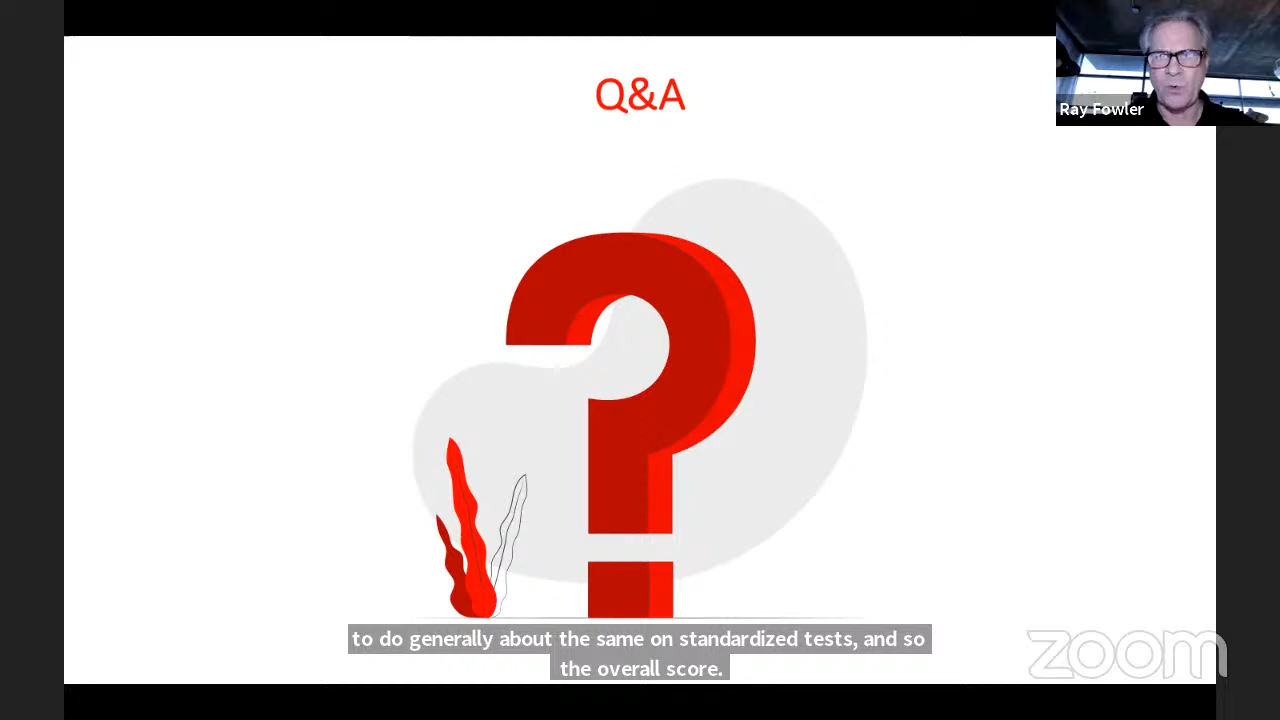 Q&A
Ray Fowler
?
to do generally about the same on standardized tests, and so
the overall score.
zoom